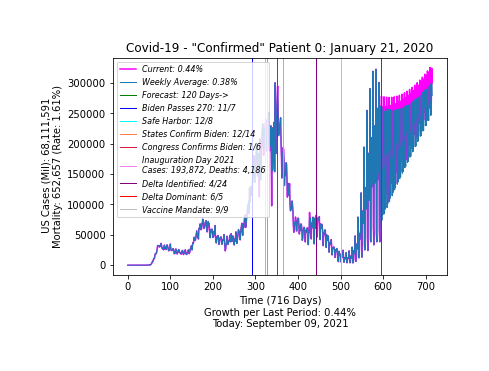 Covid-19 - "Confirmed" Patient 0: January 21, 2020
Current: 0.44%
Weekly Average: 0.38%
Forecast: 120 Days->
Biden Passes 270: 11/7
Safe Harbor: 12/8
States Confirm Biden: 12/14
Congress Confirms Biden: 1/6
Inauguration Day 2021
Cases: 193,872, Deaths: 4,186
Delta Identified: 4/24
Delta Dominant: 6/5
Vaccine Mandate: 9/9
US Cases (Mil): 68,111,591
Mortality: 652,657 (Rate: 1.61%)
300000
250000
200000
150000
100000
50000
0
0 100 200 300 400 500 600 700
Time (716 Days)
Growth per Last Period: 0.44%
Today: September 09, 2021